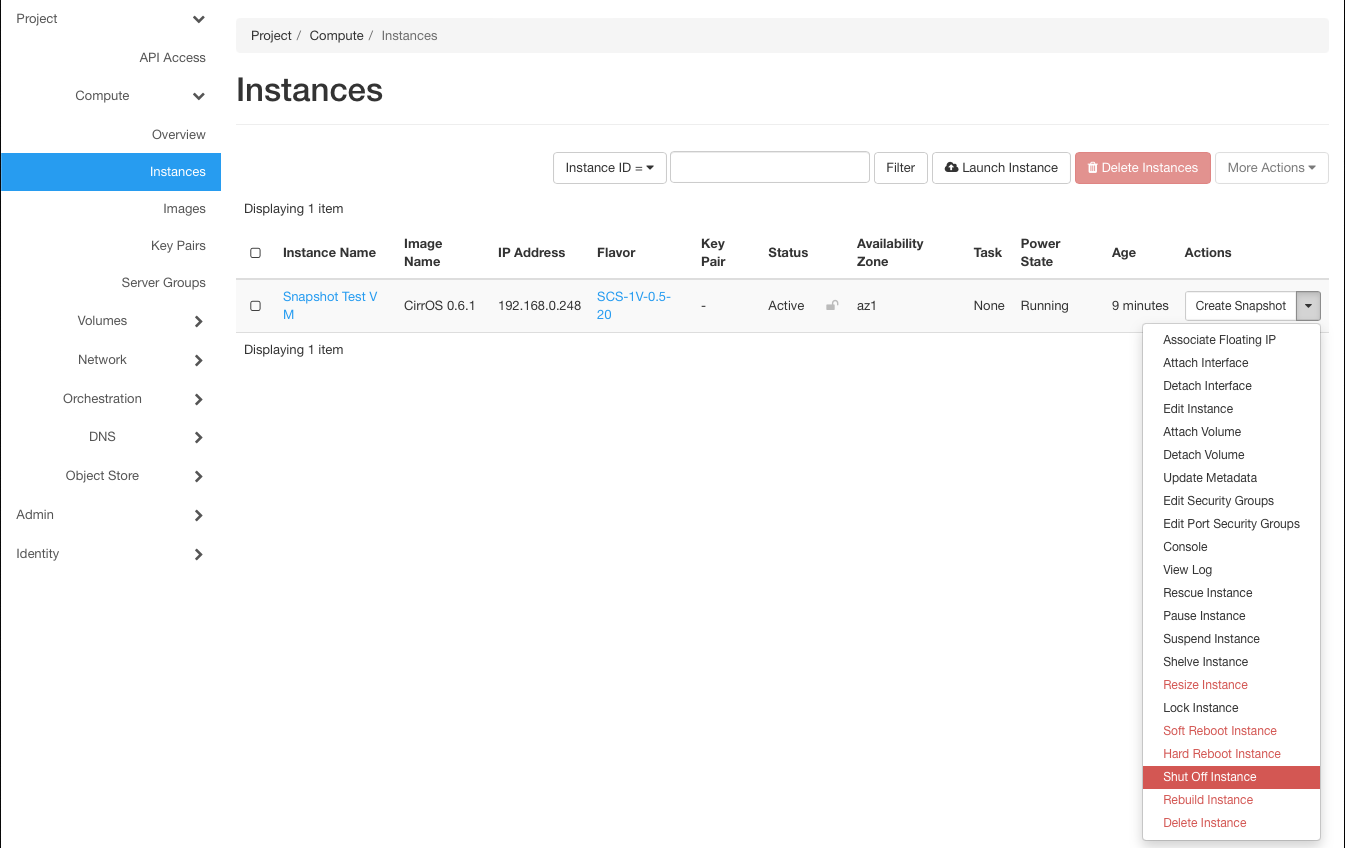 Project
API Access
Compute
Overview
Instances
Images
Key Pairs
Server Groups
Volumes
Network
Orchestration
DNS
Object Store
Admin
Identity
Project / Compute / Instances
Instances
Instance ID = Filter Launch Instance Delete Instances More Actions
Displaying 1 item
Instance Name Image Name IP Address Flavor Key Pair Status Availability Zone Task Power State Age Actions
Snapshot Test V
M
CirrOS 0.6.1 192.168.0.248
SCS-1V-0.5-
20
- Active az1 None Running 9 minutes Create Snapshot
Displaying 1 item
Associate Floating IP
Attach Interface
Detach Interface
Edit Instance
Attach Volume
Detach Volume
Update Metadata
Edit Security Groups
Edit Port Security Groups
Console
View Log
Rescue Instance
Pause Instance
Suspend Instance
Shelve Instance
Resize Instance
Lock Instance
Soft Reboot Instance
Hard Reboot Instance
Shut Off Instance
Rebuild Instance
Delete Instance